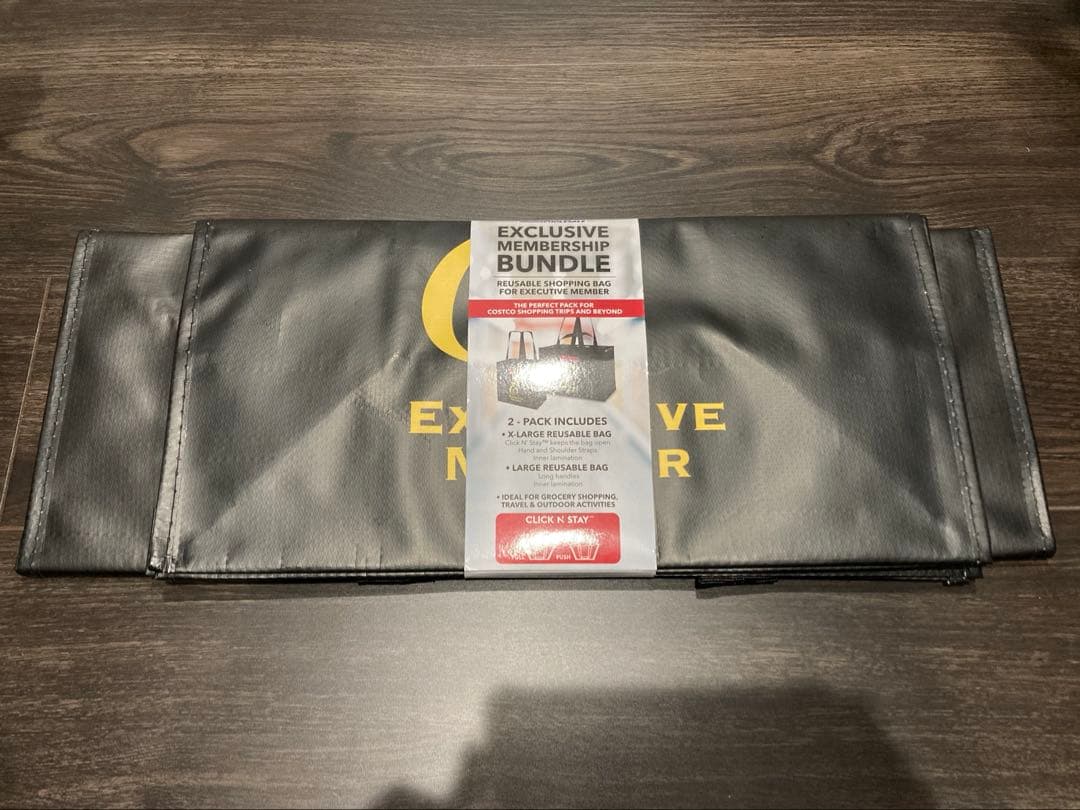 EXCLUSIVE
MEMBERSHIP
BUNDLE
REUSABLE SHOPPING BAG
FOR EXECUTIVE MEMBER
THE PERFECT PACK FOR
COSTCO SHOPPING TRIPS AND BEYOND
2 - PACK INCLUDES
• X-LARGE REUSABLE BAG
Click N' Stay™ keeps the bag open
Hand and Shoulder Straps
Inner lamination
• LARGE REUSABLE BAG
Long handles
Inner lamination
• IDEAL FOR GROCERY SHOPPING,
TRAVEL & OUTDOOR ACTIVITIES
CLICK N' STAY™
PULL PUSH
EX VE
R